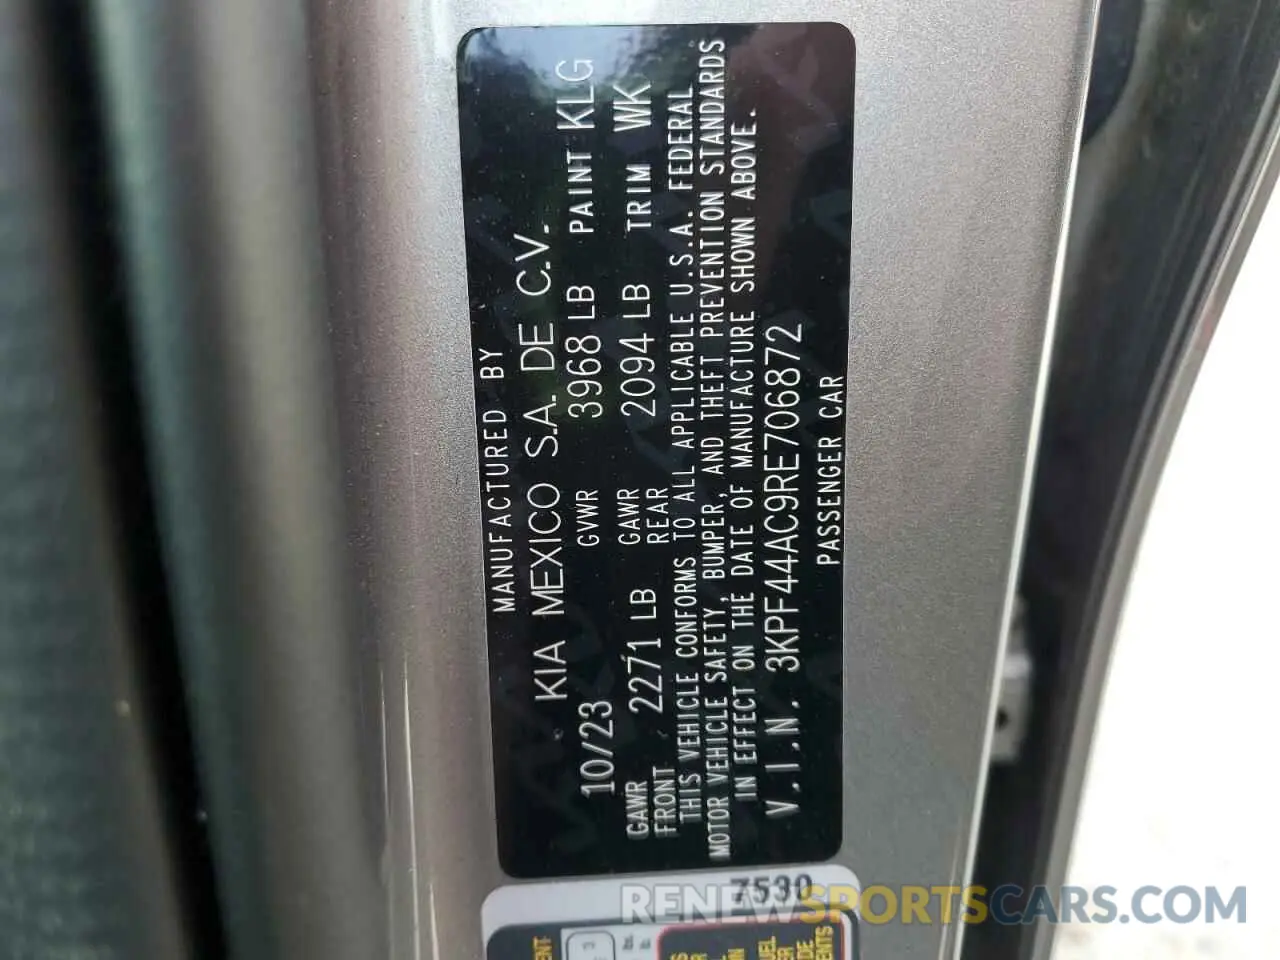 MANUFACTURED BY
KIA MEXICO S.A. DE C.V.
10/23 GVWR 3968 LB PAINT KLG
GAWR FRONT 2271 LB GAWR REAR 2094 LB TRIM WK
THIS VEHICLE CONFORMS TO ALL APPLICABLE U.S.A. FEDERAL
MOTOR VEHICLE SAFETY, BUMPER, AND THEFT PREVENTION STANDARDS
IN EFFECT ON THE DATE OF MANUFACTURE SHOWN ABOVE.
V.I.N. 3KPF44AC9RE706872
PASSENGER CAR
7530
RENEWSPORTSCARS.COM